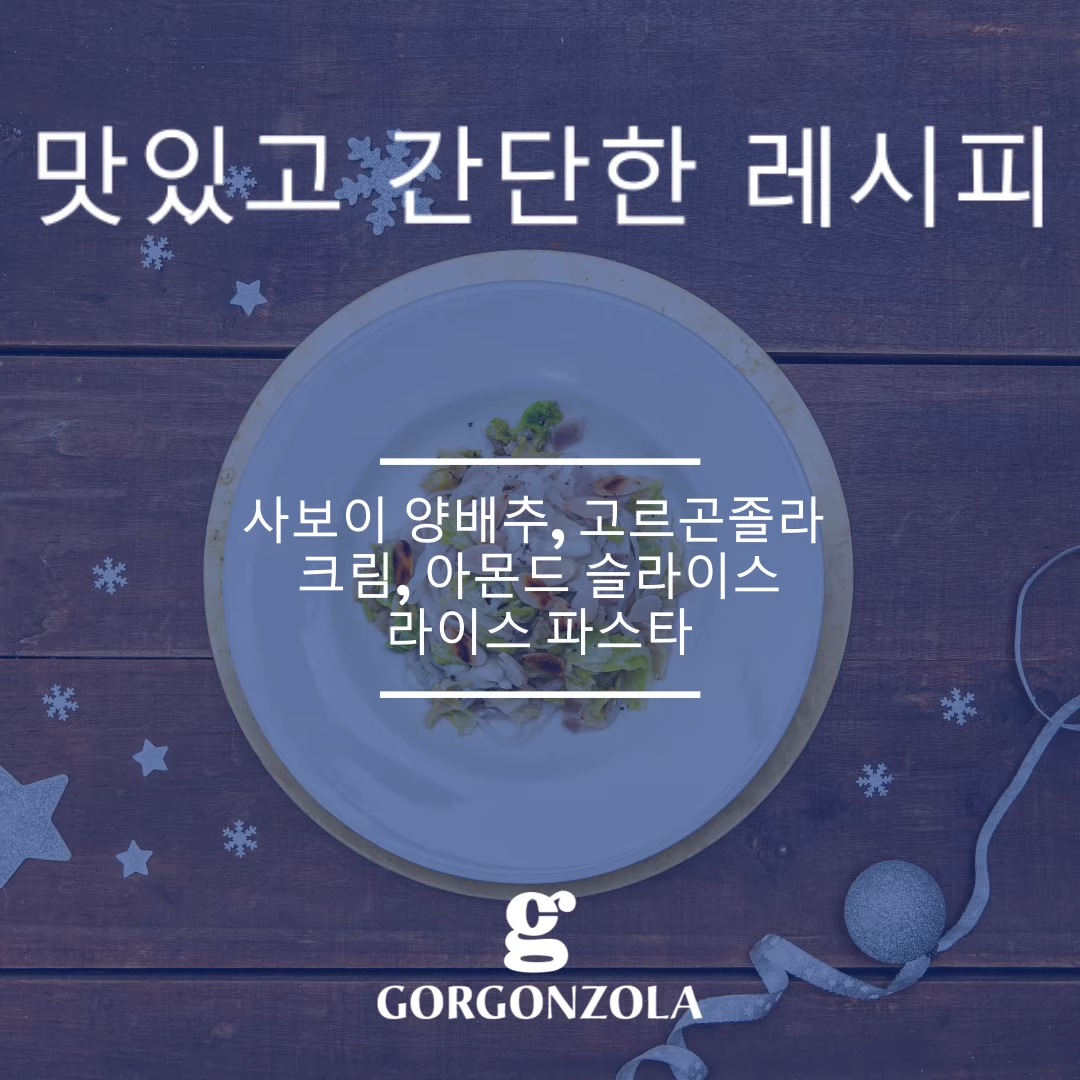 맛있고 간단한 레시피
사보이 양배추, 고르곤졸라
크림, 아몬드 슬라이스
라이스 파스타
g
GORGONZOLA